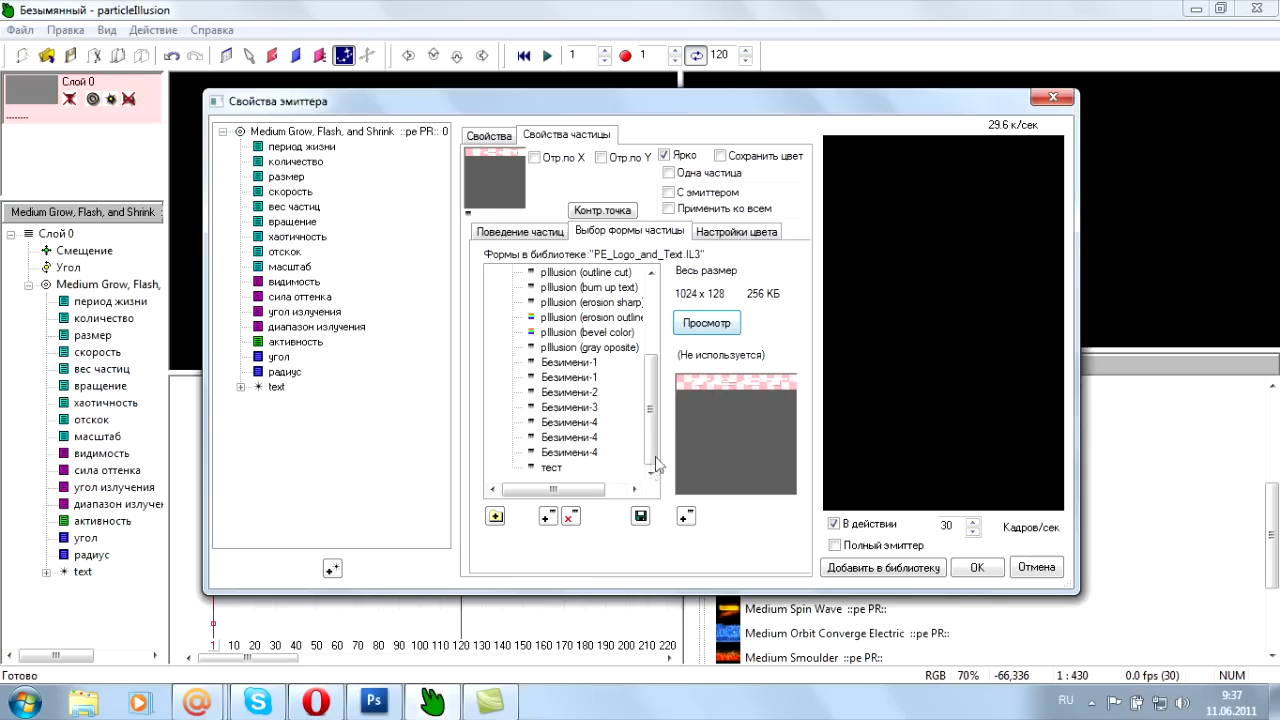 Безымянный - particleIllusion
Файл Правка Вид Действие Справка
1 1 120
Слой 0
Medium Grow, Flash, and Shrink
Слой 0
Смещение
Угол
Medium Grow, Flash,
период жизни
количество
размер
скорость
вес частиц
вращение
хаотичность
отскок
масштаб
видимость
сила оттенка
угол излучения
диапазон излуче
активность
угол
радиус
text
Свойства эмиттера
Medium Grow, Flash, and Shrink ::pe PR:: 0
период жизни
количество
размер
скорость
вес частиц
вращение
хаотичность
отскок
масштаб
видимость
сила оттенка
угол излучения
диапазон излучения
активность
угол
радиус
text
Свойства Свойства частицы
Отр.по X Отр.по Y Ярко Сохранить цвет
Одна частица
С эмиттером
Контр.точка Применить ко всем
Поведение частиц Выбор формы частицы Настройки цвета
Формы в библиотеке:"PE_Logo_and_Text.IL3"
pIllusion (outline cut)
pIllusion (burn up text)
pIllusion (erosion sharp
pIllusion (erosion outline
pIllusion (bevel color)
pIllusion (gray oposite)
Безимени-1
Безимени-1
Безимени-2
Безимени-3
Безимени-4
Безимени-4
Безимени-4
тест
Весь размер
1024 x 128 256 КБ
Просмотр
(Не используется)
29.6 к/сек
В действии 30 Кадров/сек
Полный эмиттер
Добавить в библиотеку OK Отмена
Medium Spin Wave ::pe PR::
Medium Orbit Converge Electric ::pe PR::
Medium Smoulder ::pe PR::
1 10 20 30 40 50 60 70 80 90 100 110 120 130 140 150 160 170 180 190 200 210 220
Готово RGB 70% -66,336 1 : 430 0.0 fps (30) NUM
Ps RU 9:37
11.06.2011